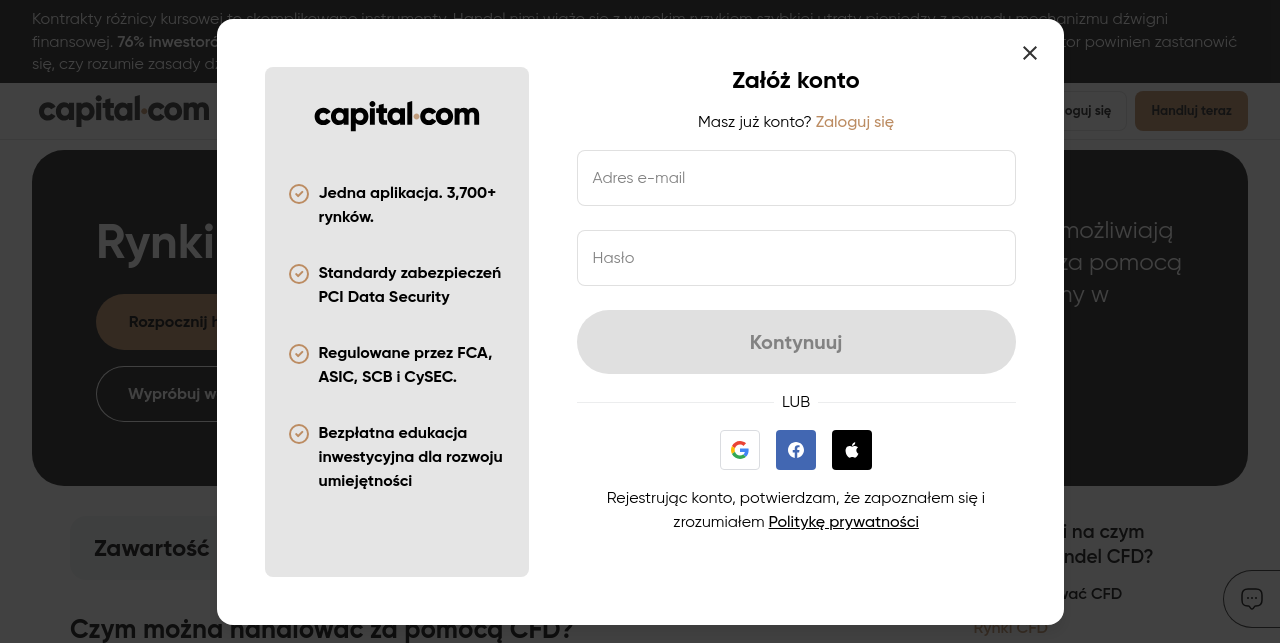 Kontrakty różnicy kursowej to skomplikowane instrumenty. Handel nimi wiąże się z wysokim ryzykiem szybkiej utraty pieniędzy z powodu mechanizmu dźwigni
finansowej. 76% inwestoró
tor powinien zastanowić
się, czy rozumie zasady dz
capital.com
oguj się
Handluj teraz
Rynki
możliwiają
za pomocą
ny w
Rozpocznij h
Wypróbuj w
Zawartość
i na czym
ndel CFD?
wać CFD
Rynki CFD
Czym można handlować za pomocą CFD?
capital.com
Jedna aplikacja. 3,700+
rynków.
Standardy zabezpieczeń
PCI Data Security
Regulowane przez FCA,
ASIC, SCB i CySEC.
Bezpłatna edukacja
inwestycyjna dla rozwoju
umiejętności
Załóż konto
Masz już konto? Zaloguj się
Adres e-mail
Hasło
Kontynuuj
LUB
Rejestrując konto, potwierdzam, że zapoznałem się i
zrozumiałem Politykę prywatności